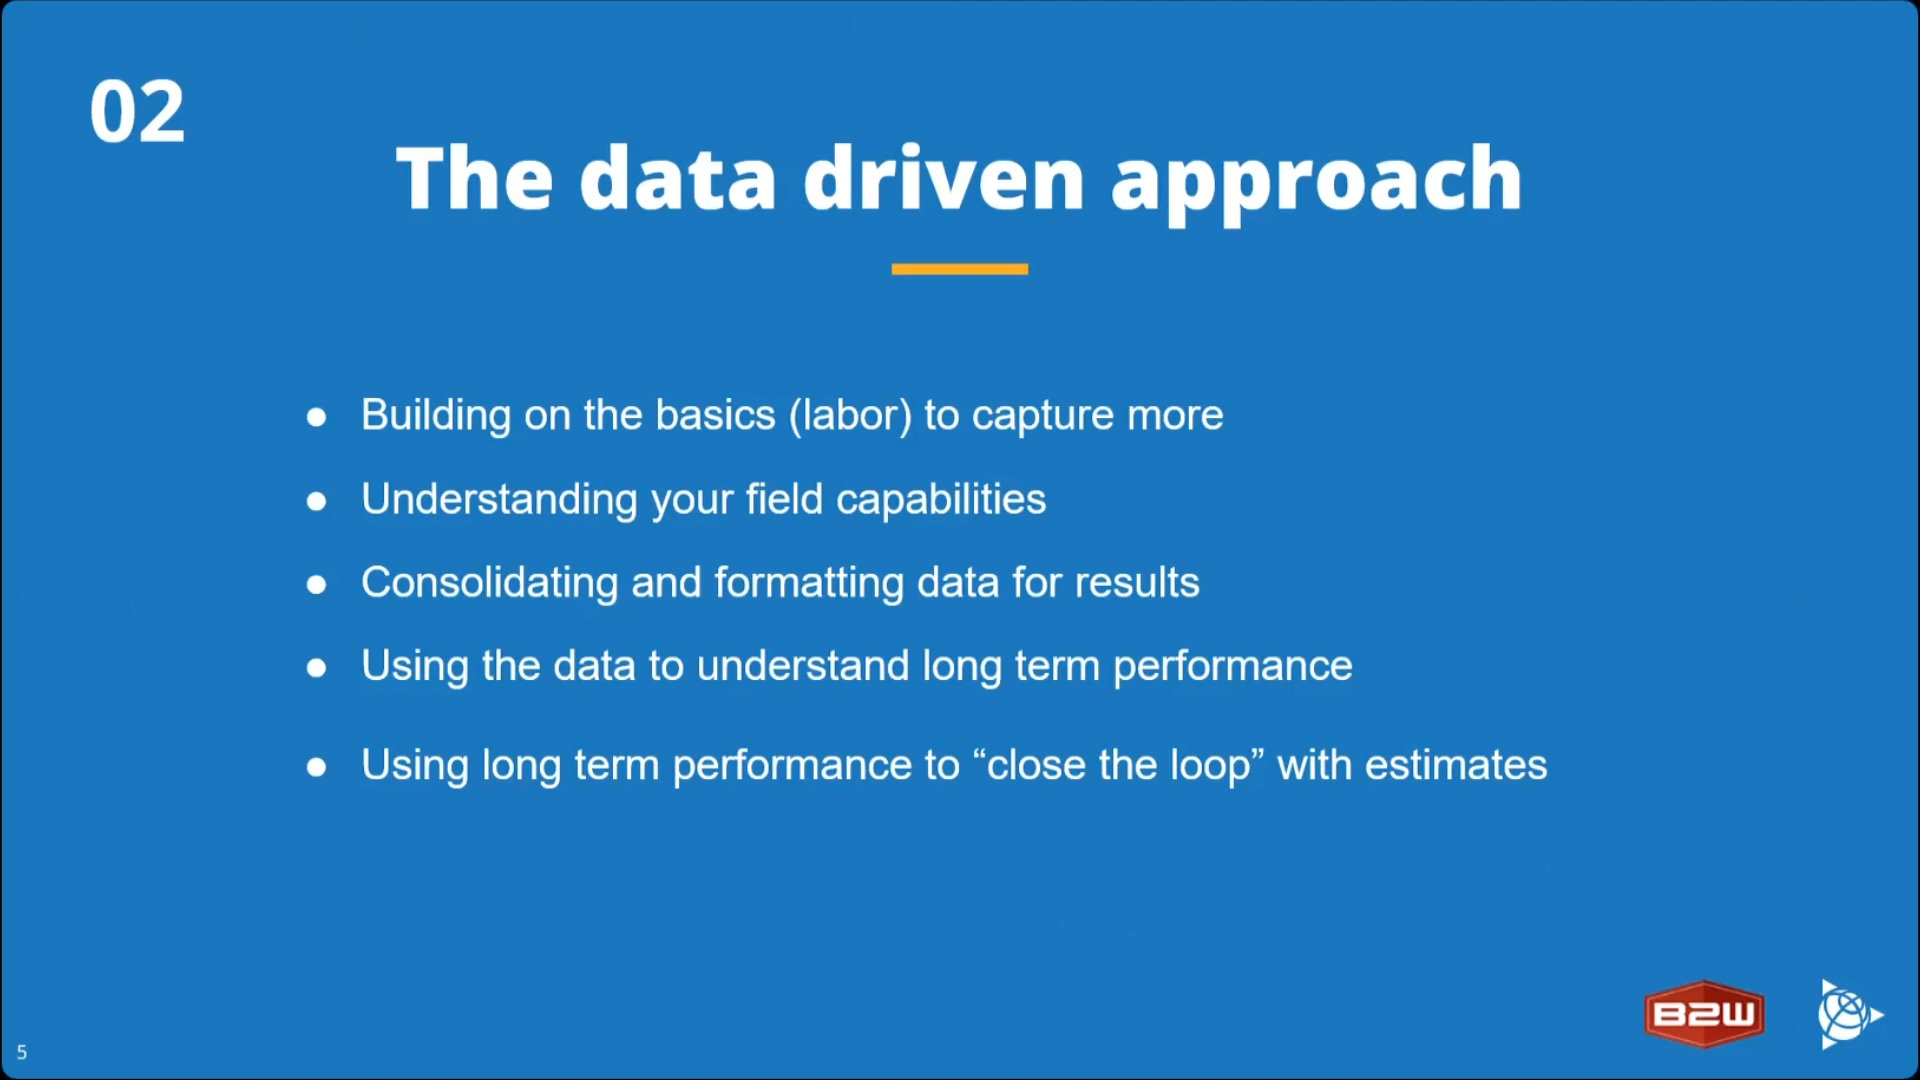 02
The data driven approach
● Building on the basics (labor) to capture more
● Understanding your field capabilities
● Consolidating and formatting data for results
● Using the data to understand long term performance
● Using long term performance to “close the loop” with estimates
B2W
5